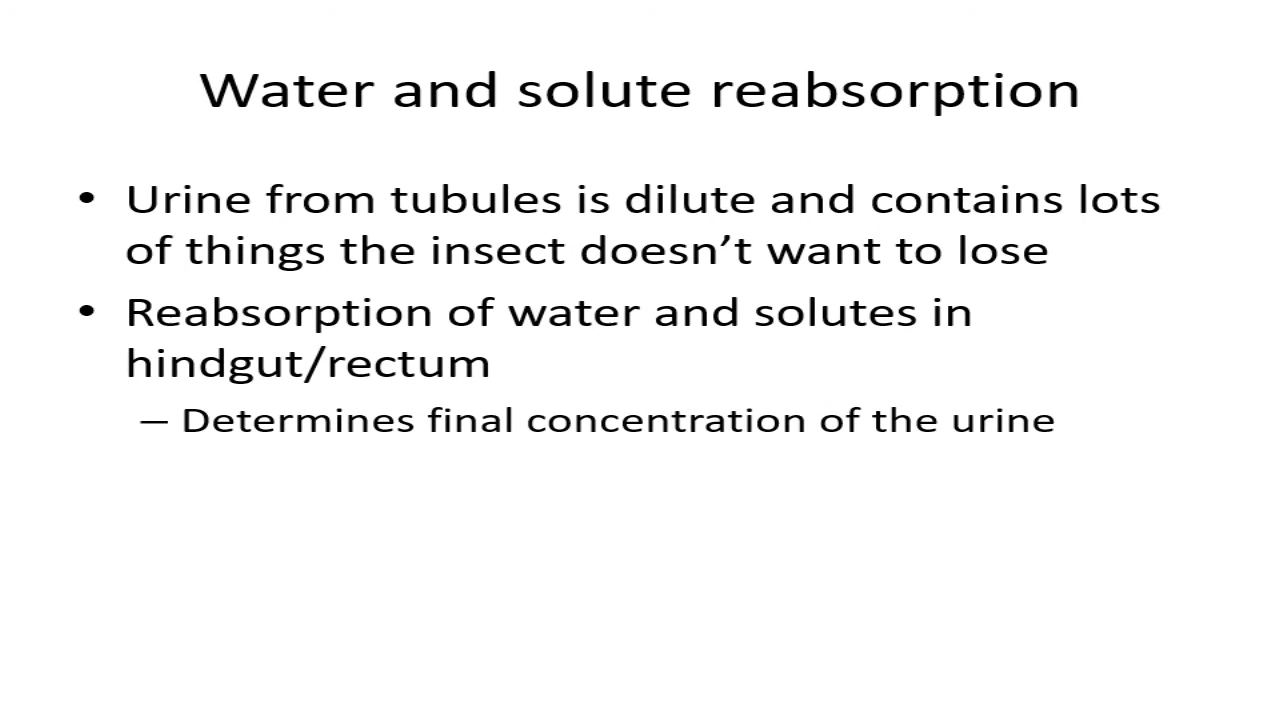 Water and solute reabsorption
• Urine from tubules is dilute and contains lots
of things the insect doesn’t want to lose
• Reabsorption of water and solutes in
hindgut/rectum
– Determines final concentration of the urine